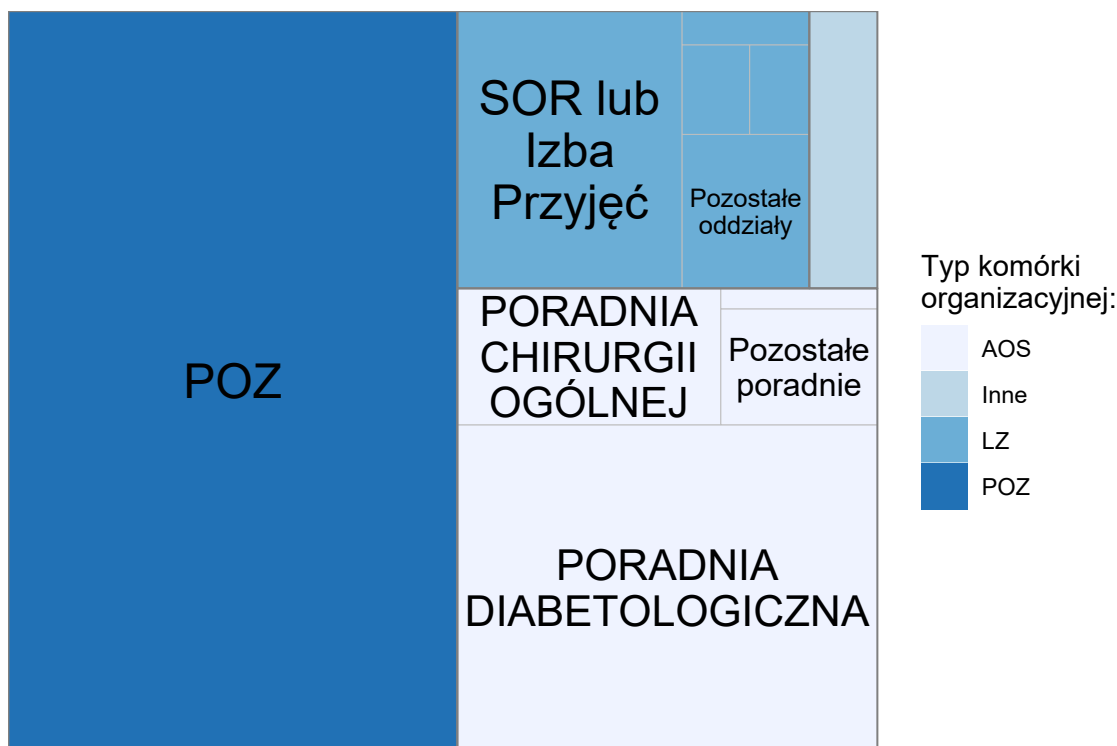 POZ
SOR lub
Izba
Przyjęć
Pozostałe
oddziały
PORADNIA
CHIRURGII
OGÓLNEJ
Pozostałe
poradnie
PORADNIA
DIABETOLOGICZNA
Typ komórki
organizacyjnej:
AOS
Inne
LZ
POZ